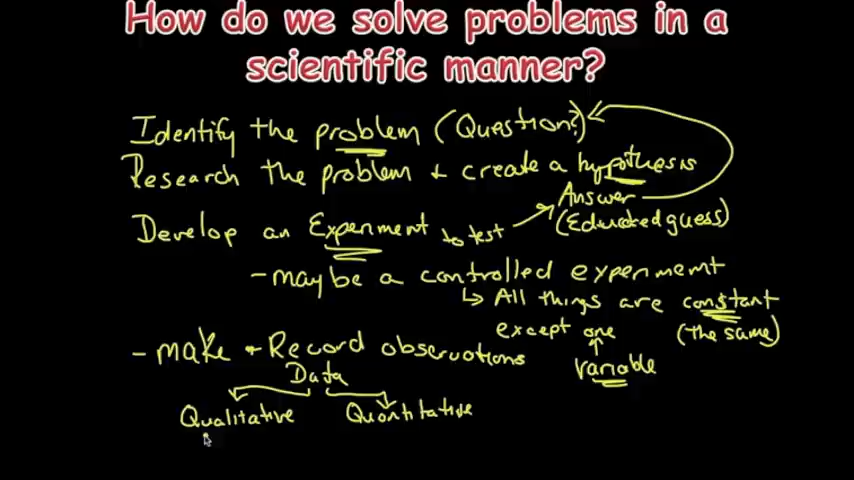 How do we solve problems in a
scientific manner?
Identify the problem (Question?)
Research the problem + create a hypothesis
Answer
(Educated guess)
Develop an Experiment to test
- maybe a controlled experiment
↳ All things are constant
except one (the same)
variable
- make + Record observations
Data
Qualitative Quantitative